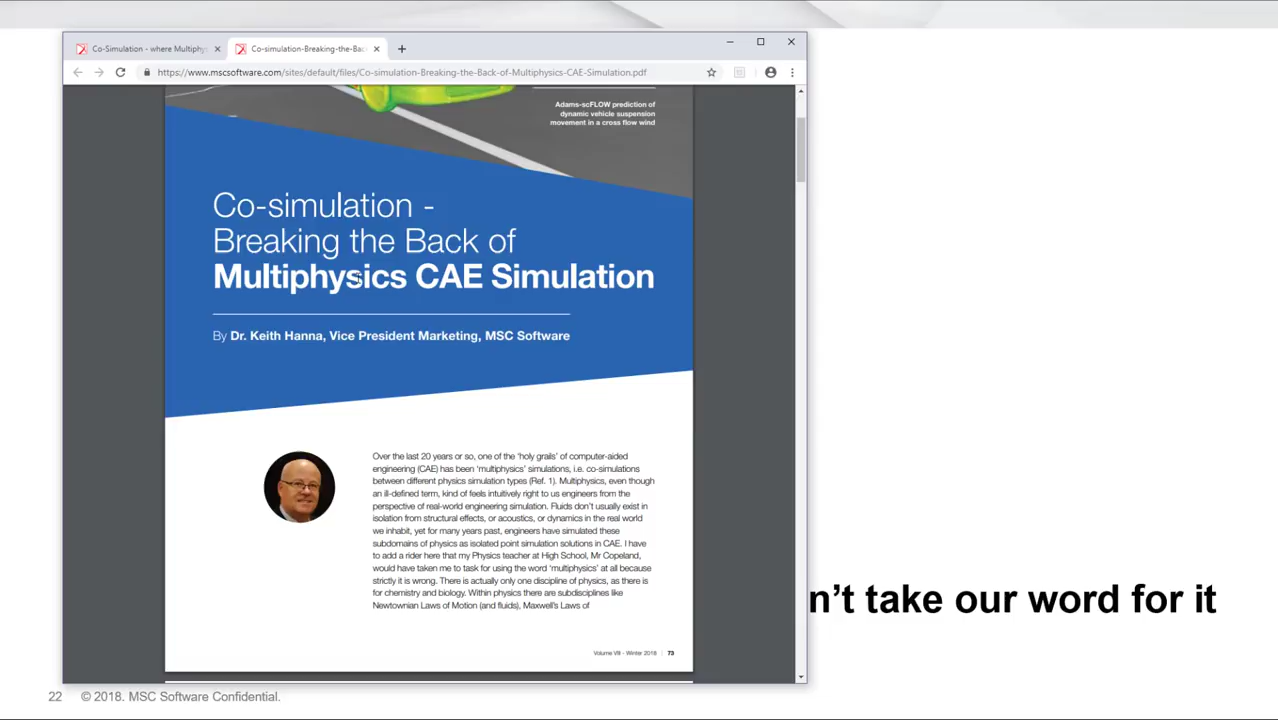 Co-Simulation - where Multiphy
Co-simulation-Breaking-the-Bac
https://www.mscsoftware.com/sites/default/files/Co-simulation-Breaking-the-Back-of-Multiphysics-CAE-Simulation.pdf
Adams-scFLOW prediction of
dynamic vehicle suspension
movement in a cross flow wind
Co-simulation -
Breaking the Back of
Multiphysics CAE Simulation
By Dr. Keith Hanna, Vice President Marketing, MSC Software
Over the last 20 years or so, one of the ‘holy grails’ of computer-aided
engineering (CAE) has been ‘multiphysics’ simulations, i.e. co-simulations
between different physics simulation types (Ref. 1). Multiphysics, even though
an ill-defined term, kind of feels intuitively right to us engineers from the
perspective of real-world engineering simulation. Fluids don’t usually exist in
isolation from structural effects, or acoustics, or dynamics in the real world
we inhabit, yet for many years past, engineers have simulated these
subdomains of physics as isolated point simulation solutions in CAE. I have
to add a rider here that my Physics teacher at High School, Mr Copeland,
would have taken me to task for using the word ‘multiphysics’ at all because
strictly it is wrong. There is actually only one discipline of physics, as there is
for chemistry and biology. Within physics there are subdisciplines like
Newtownian Laws of Motion (and fluids), Maxwell’s Laws of
Volume VIII - Winter 2018 | 73
n’t take our word for it
22 © 2018. MSC Software Confidential.